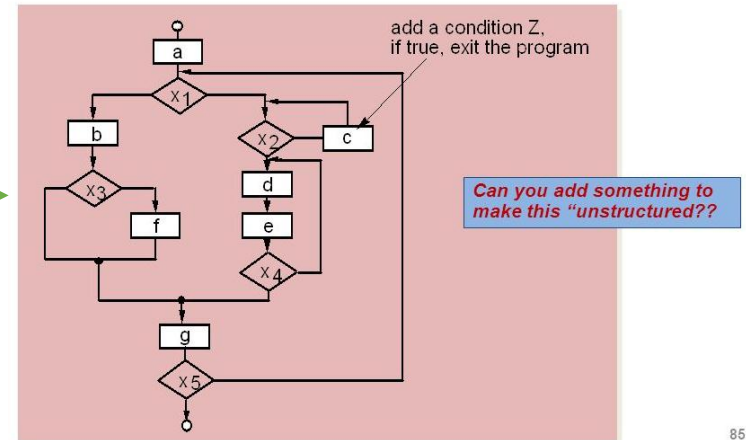 add a condition Z,
if true, exit the program
a
x1
b
x2
c
x3
d
f
e
x4
g
x5
Can you add something to
make this “unstructured??
85